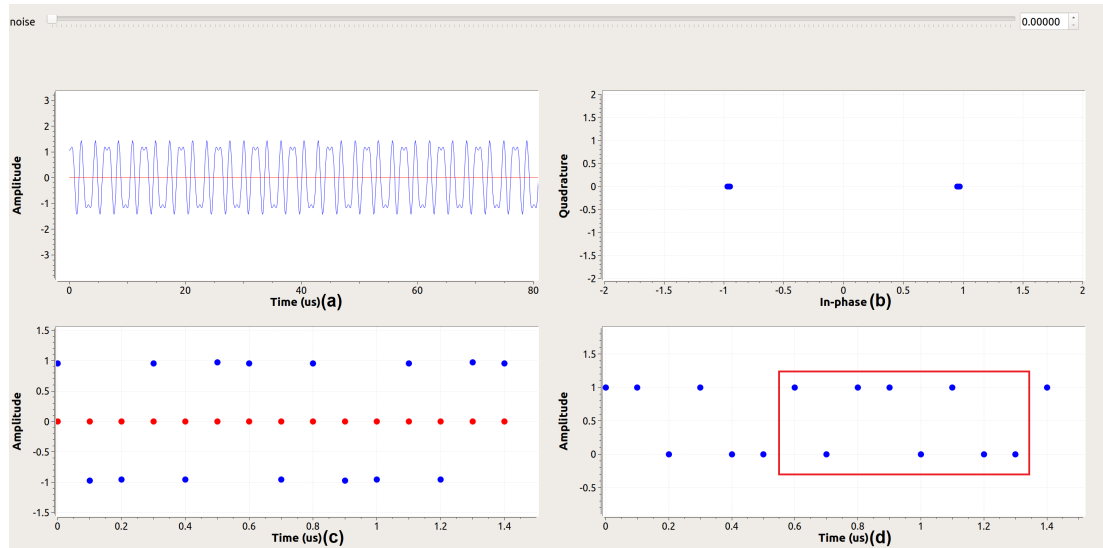 noise 0.00000
Amplitude
3
2
1
0
-1
-2
-3
0 20 40 60 80
Time (us)(a)
Quadrature
2
1.5
1
0.5
0
-0.5
-1
-1.5
-2
-2 -1.5 -1 -0.5 0 0.5 1 1.5 2
In-phase (b)
Amplitude
1.5
1
0.5
0
-0.5
-1
-1.5
0 0.2 0.4 0.6 0.8 1 1.2 1.4
Time (us)(c)
Amplitude
1.5
1
0.5
0
-0.5
0 0.2 0.4 0.6 0.8 1 1.2 1.4
Time (us)(d)